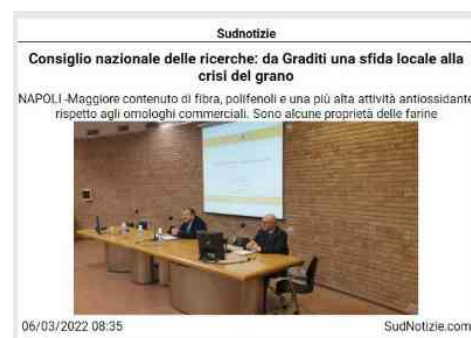 Sudnotizie
Consiglio nazionale delle ricerche: da Graditi una sfida locale alla
crisi del grano
NAPOLI -Maggiore contenuto di fibra, polifenoli e una più alta attività antiossidante
rispetto agli omologhi commerciali. Sono alcune proprietà delle farine
06/03/2022 08:35
SudNotizie.com